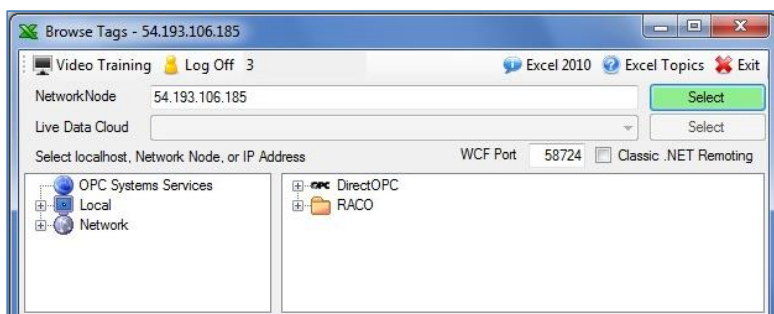 Browse Tags - 54.193.106.185
Video Training Log Off 3 Excel 2010 Excel Topics Exit
NetworkNode 54.193.106.185 Select
Live Data Cloud Select
Select localhost, Network Node, or IP Address WCF Port 58724 Classic .NET Remoting
OPC Systems Services
Local
Network
OPC DirectOPC
RACO